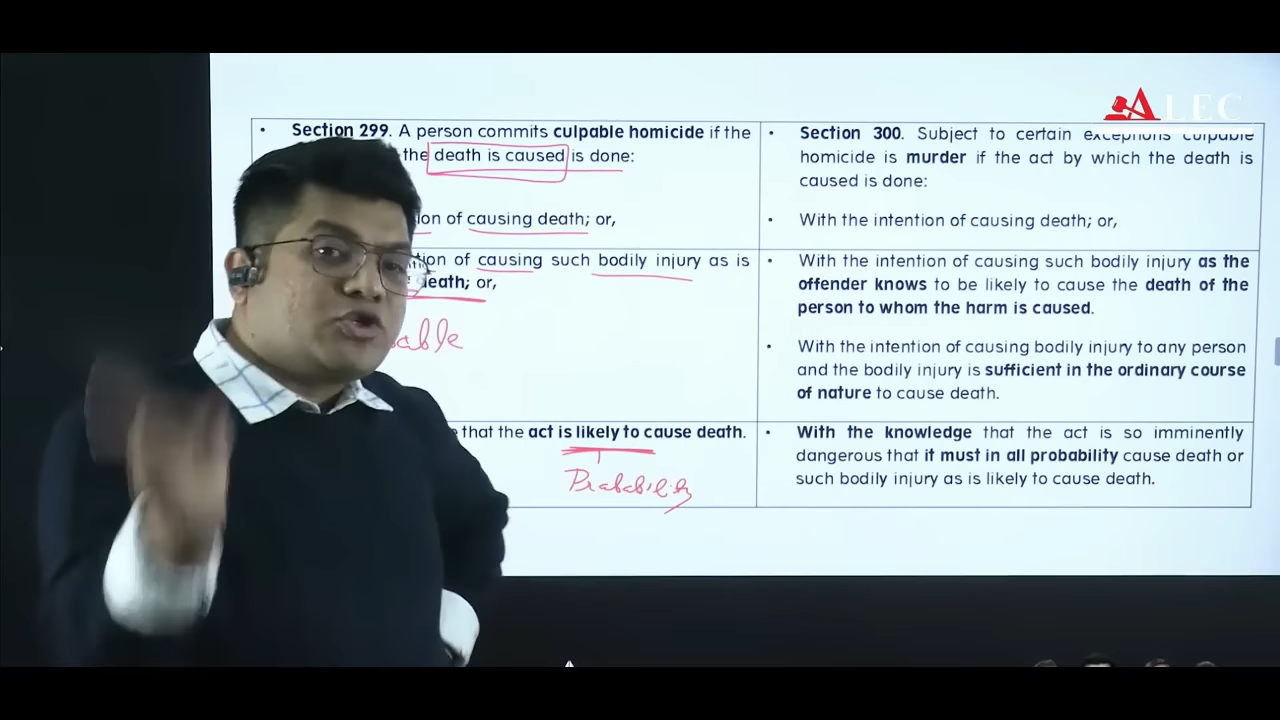 ALEC
• Section 299. A person commits culpable homicide if the
the death is caused is done:
of causing death; or,
of causing such bodily injury as is
death; or,
that the act is likely to cause death.
Probability
• Section 300. Subject to certain exceptions culpable
homicide is murder if the act by which the death is
caused is done:
• With the intention of causing death; or,
• With the intention of causing such bodily injury as the
offender knows to be likely to cause the death of the
person to whom the harm is caused.
• With the intention of causing bodily injury to any person
and the bodily injury is sufficient in the ordinary course
of nature to cause death.
• With the knowledge that the act is so imminently
dangerous that it must in all probability cause death or
such bodily injury as is likely to cause death.